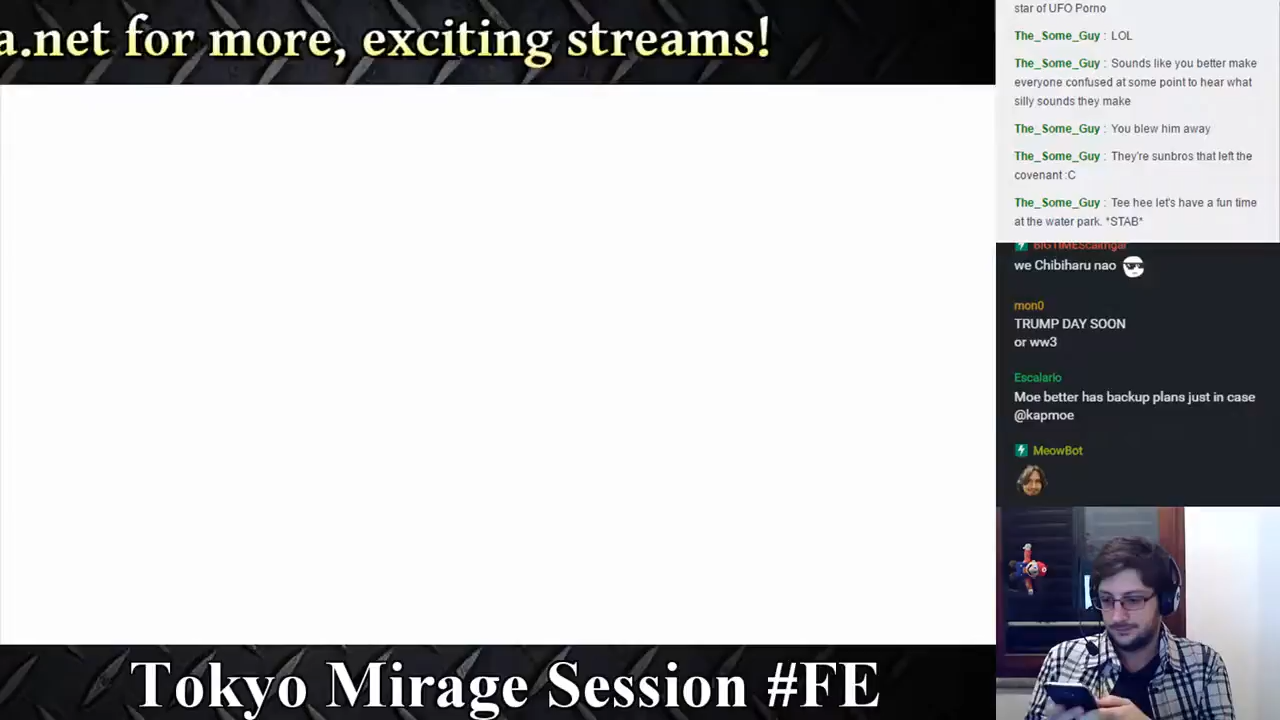 a.net for more, exciting streams!
star of UFO Porno
The_Some_Guy : LOL
The_Some_Guy : Sounds like you better make
everyone confused at some point to hear what
silly sounds they make
The_Some_Guy : You blew him away
The_Some_Guy : They're sunbros that left the
covenant :C
The_Some_Guy : Tee hee let's have a fun time
at the water park. *STAB*
we Chibiharu nao
mon0
TRUMP DAY SOON
or ww3
Escalario
Moe better has backup plans just in case
@kapmoe
MeowBot
Tokyo Mirage Session #FE